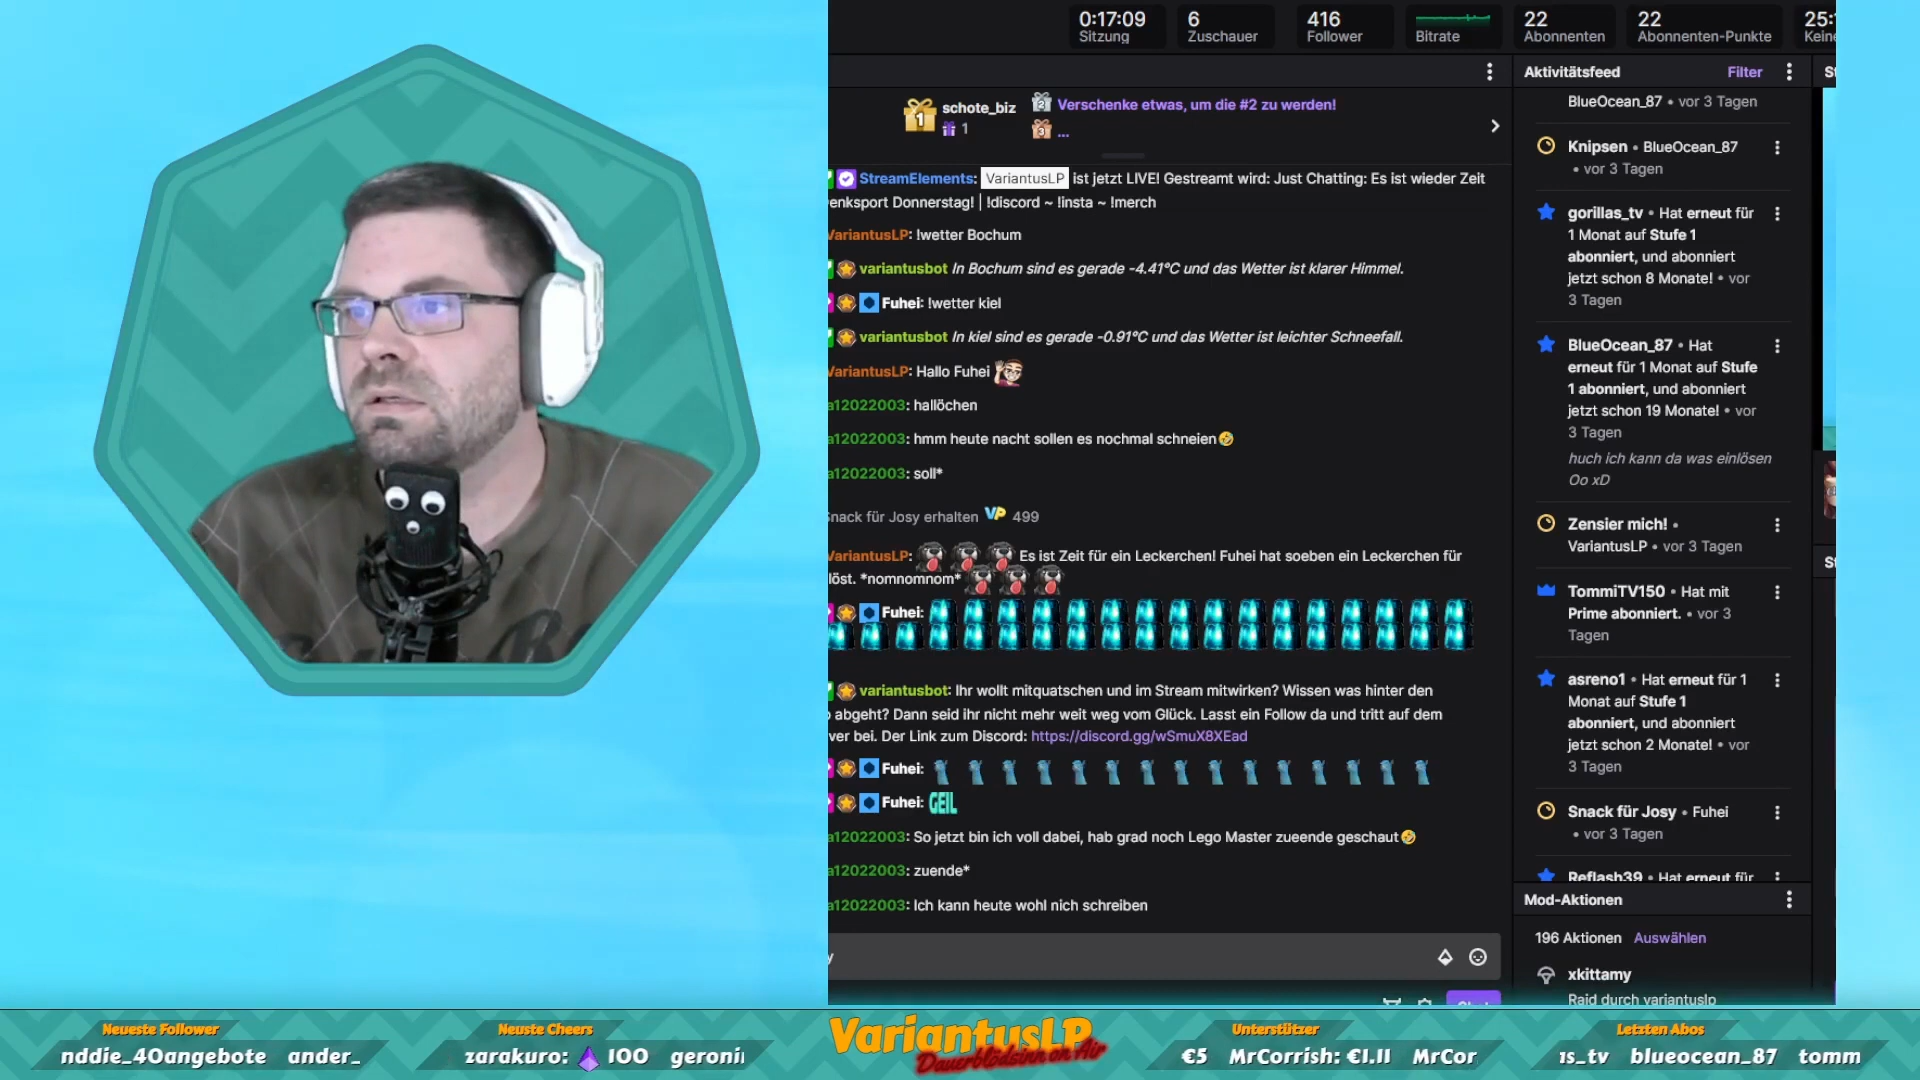 0:17:09
Sitzung
6
Zuschauer
416
Follower
Bitrate
22
Abonnenten
22
Abonnenten-Punkte
25:
Keine
schote_biz
1
1
2 Verschenke etwas, um die #2 zu werden!
3 ...
StreamElements: VariantusLP ist jetzt LIVE! Gestreamt wird: Just Chatting: Es ist wieder Zeit
enksport Donnerstag! | !discord ~ !insta ~ !merch
VariantusLP: !wetter Bochum
variantusbot In Bochum sind es gerade -4.41°C und das Wetter ist klarer Himmel.
Fuhei: !wetter kiel
variantusbot In kiel sind es gerade -0.91°C und das Wetter ist leichter Schneefall.
VariantusLP: Hallo Fuhei
a12022003: hallöchen
a12022003: hmm heute nacht sollen es nochmal schneien
a12022003: soll*
Snack für Josy erhalten VP 499
VariantusLP: Es ist Zeit für ein Leckerchen! Fuhei hat soeben ein Leckerchen für
löst. *nomnomnom*
Fuhei:
variantusbot: Ihr wollt mitquatschen und im Stream mitwirken? Wissen was hinter den
abgeht? Dann seid ihr nicht mehr weit weg vom Glück. Lasst ein Follow da und tritt auf dem
ver bei. Der Link zum Discord: https://discord.gg/wSmuX8XEad
Fuhei:
Fuhei: GEIL
a12022003: So jetzt bin ich voll dabei, hab grad noch Lego Master zueende geschaut
a12022003: zuende*
a12022003: Ich kann heute wohl nich schreiben
y
Chat
Aktivitätsfeed
Filter
St
BlueOcean_87 • vor 3 Tagen
Knipsen • BlueOcean_87
• vor 3 Tagen
gorillas_tv • Hat erneut für
1 Monat auf Stufe 1
abonniert, und abonniert
jetzt schon 8 Monate! • vor
3 Tagen
BlueOcean_87 • Hat
erneut für 1 Monat auf Stufe
1 abonniert, und abonniert
jetzt schon 19 Monate! • vor
3 Tagen
huch ich kann da was einlösen
Oo xD
Zensier mich! •
VariantusLP • vor 3 Tagen
St
TommiTV150 • Hat mit
Prime abonniert. • vor 3
Tagen
asreno1 • Hat erneut für 1
Monat auf Stufe 1
abonniert, und abonniert
jetzt schon 2 Monate! • vor
3 Tagen
Snack für Josy • Fuhei
• vor 3 Tagen
Reflash39 • Hat erneut für
Mod-Aktionen
196 Aktionen Auswählen
xkittamy
Raid durch variantuslp
Neueste Follower
nddie_40angebote ander_
Neuste Cheers
zarakuro: 100 geroni
VariantusLP
Dauerblödsinn on Air
Unterstützer
€5 MrCorrish: €1.11 MrCor
Letzten Abos
is_tv blueocean_87 tomm